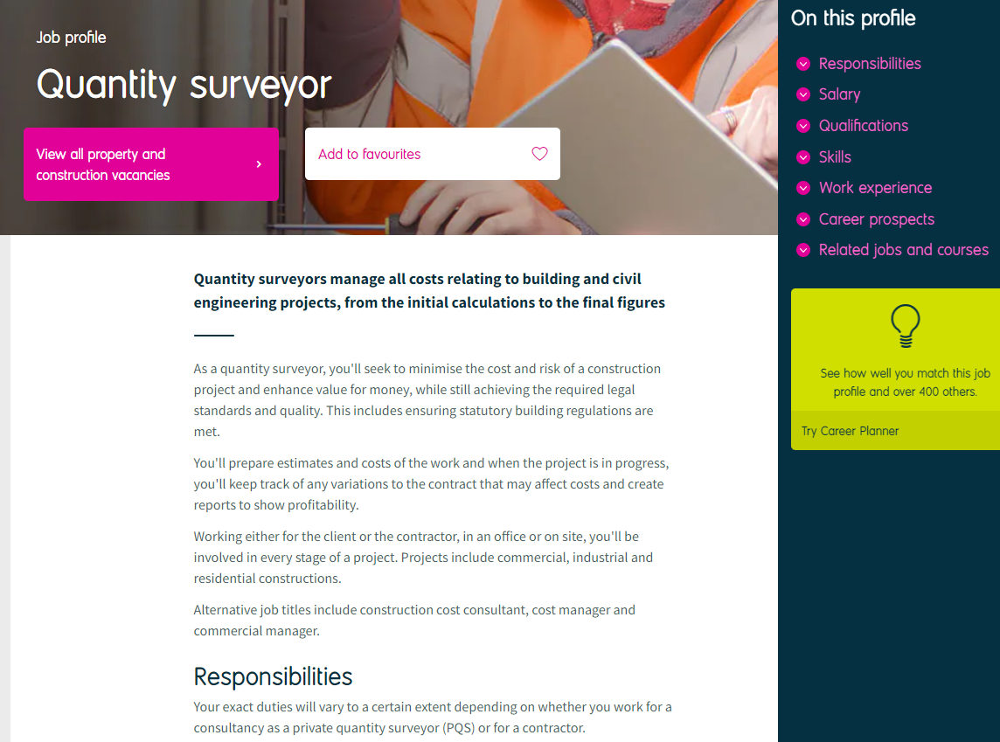 Job profile
Quantity surveyor
View all property and
construction vacancies
Add to favourites
Quantity surveyors manage all costs relating to building and civil
engineering projects, from the initial calculations to the final figures
As a quantity surveyor, you'll seek to minimise the cost and risk of a construction
project and enhance value for money, while still achieving the required legal
standards and quality. This includes ensuring statutory building regulations are
met.
You'll prepare estimates and costs of the work and when the project is in progress,
you'll keep track of any variations to the contract that may affect costs and create
reports to show profitability.
Working either for the client or the contractor, in an office or on site, you'll be
involved in every stage of a project. Projects include commercial, industrial and
residential constructions.
Alternative job titles include construction cost consultant, cost manager and
commercial manager.
Responsibilities
Your exact duties will vary to a certain extent depending on whether you work for a
consultancy as a private quantity surveyor (PQS) or for a contractor.
On this profile
Responsibilities
Salary
Qualifications
Skills
Work experience
Career prospects
Related jobs and courses
See how well you match this job
profile and over 400 others.
Try Career Planner